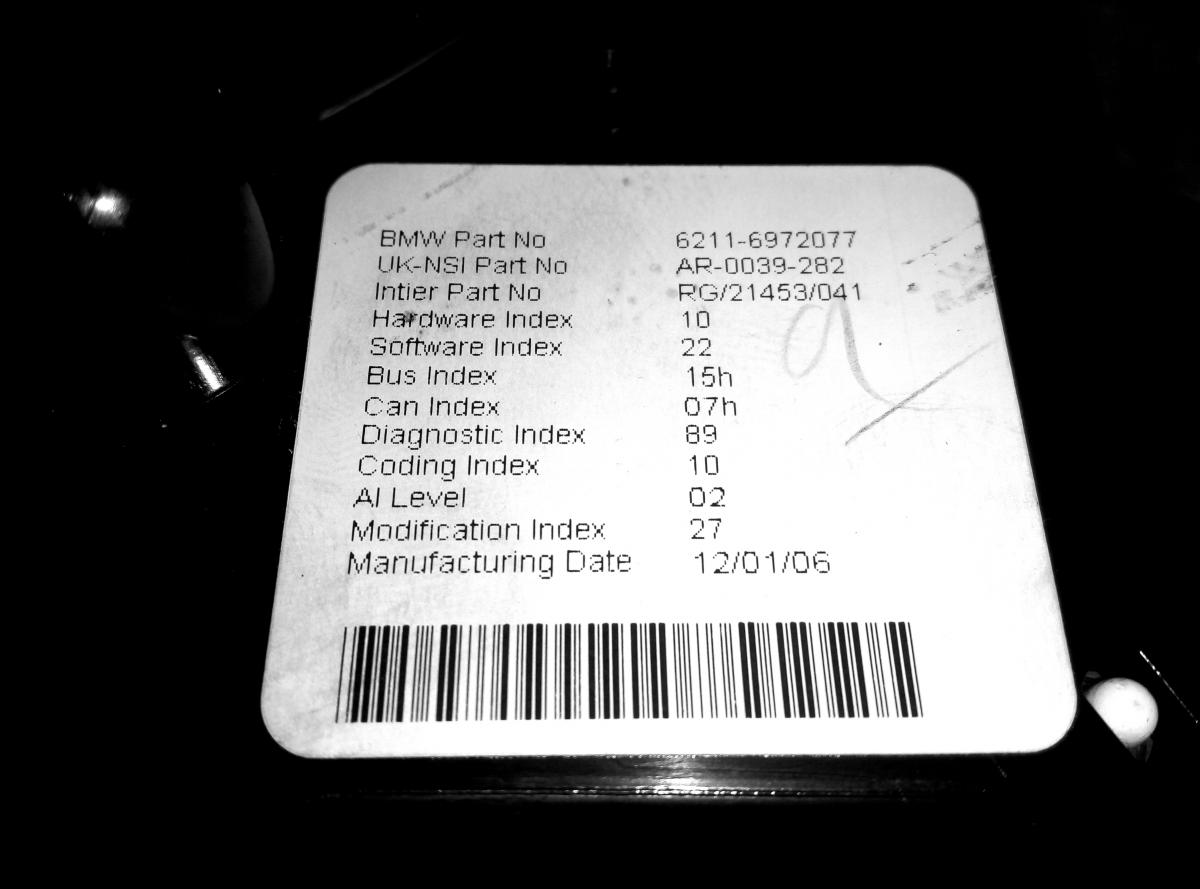 BMW Part No 6211-6972077
UK-NSI Part No AR-0039-282
Intier Part No RG/21453/041
Hardware Index 10
Software Index 22
Bus Index 15h
Can Index 07h
Diagnostic Index 89
Coding Index 10
AI Level 02
Modification Index 27
Manufacturing Date 12/01/06